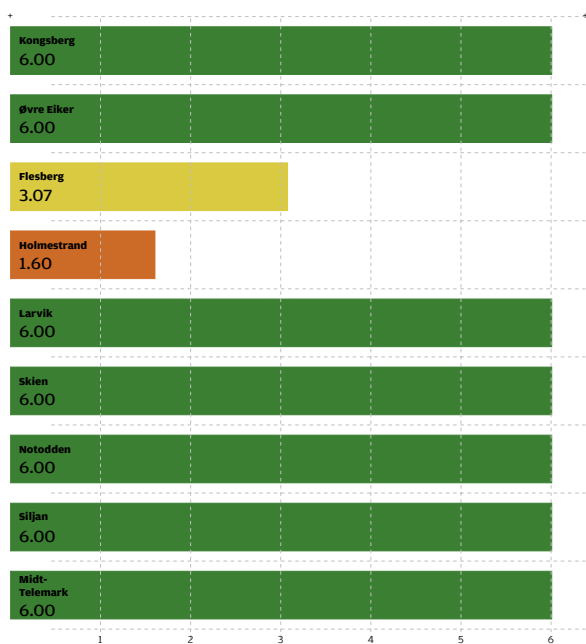 Kongsberg
6.00
Øvre Eiker
6.00
Flesberg
3.07
Holmestrand
1.60
Larvik
6.00
Skien
6.00
Notodden
6.00
Siljan
6.00
Midt-
Telemark
6.00
1 2 3 4 5 6